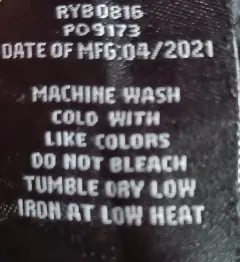 RYB0816
PO9173
DATE OF MFG:04/2021
MACHINE WASH
COLD WITH
LIKE COLORS
DO NOT BLEACH
TUMBLE DRY LOW
IRON AT LOW HEAT